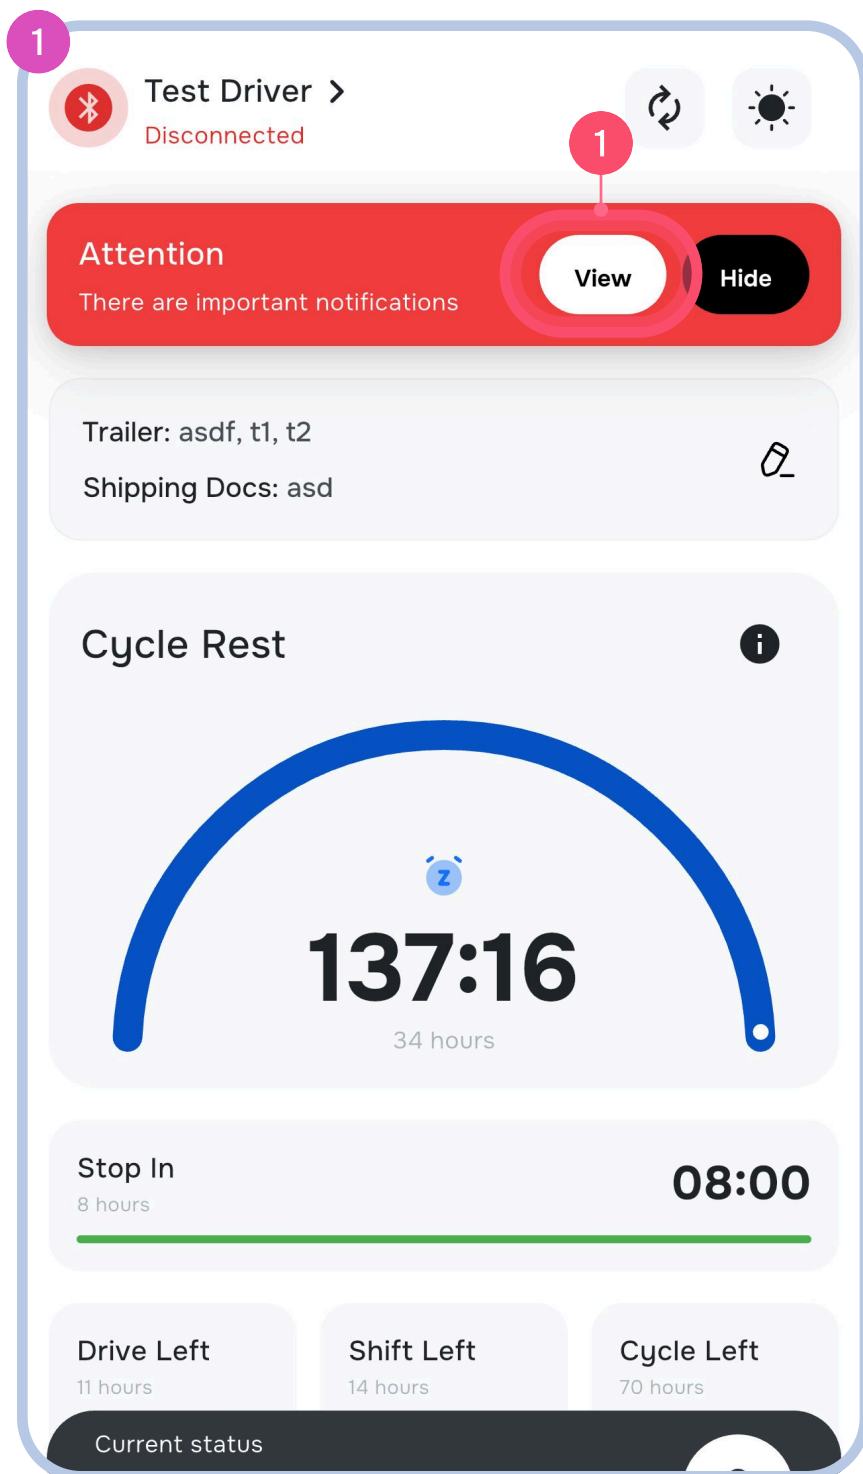 1
Test Driver
Disconnected
1
Attention
There are important notifications
View
Hide
Trailer: asdf, t1, t2
Shipping Docs: asd
Cycle Rest
i
z
137:16
34 hours
Stop In
8 hours
08:00
Drive Left
11 hours
Shift Left
14 hours
Cycle Left
70 hours
Current status